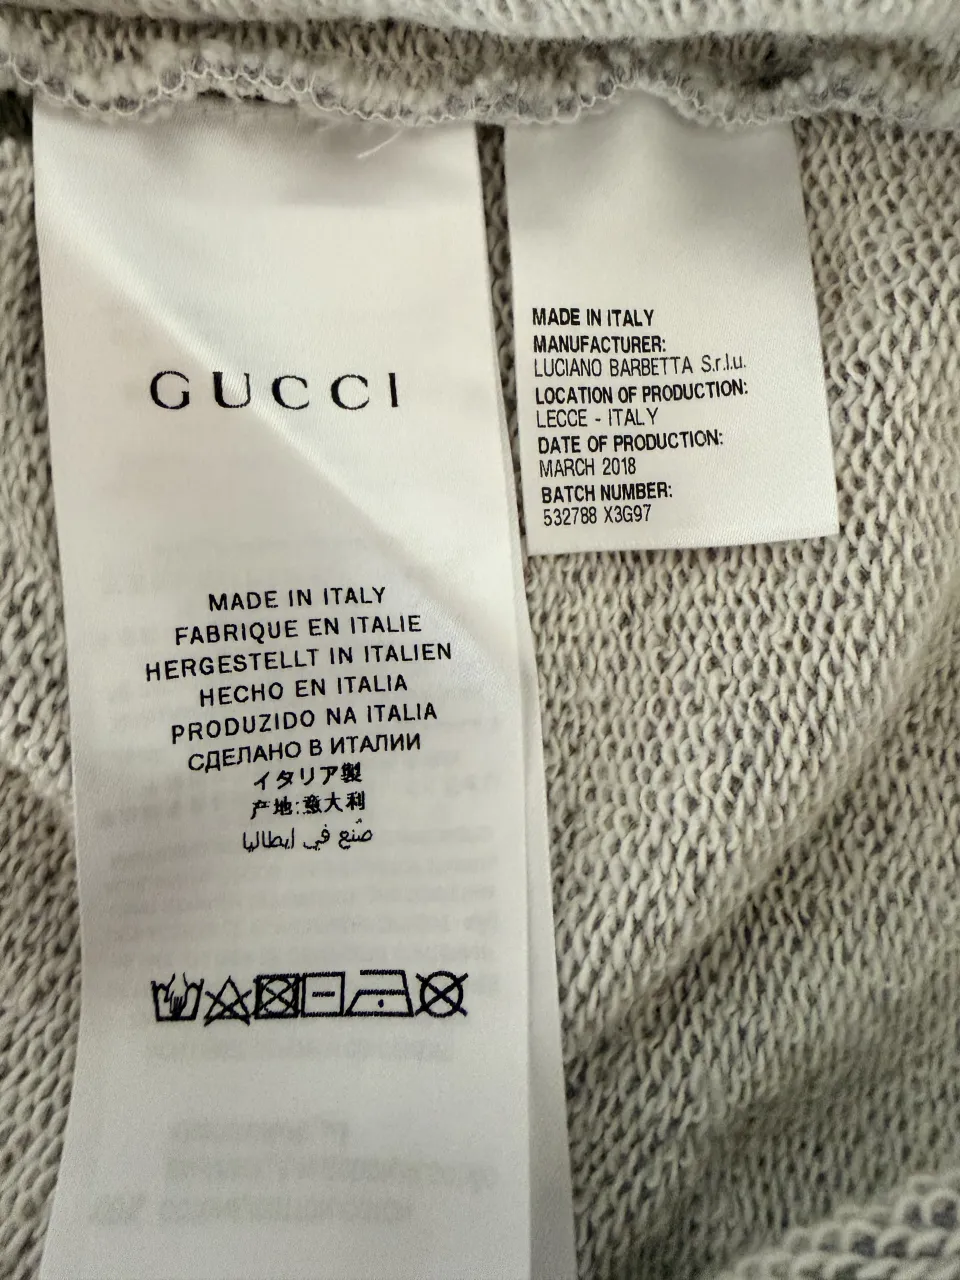 GUCCI
MADE IN ITALY
FABRIQUE EN ITALIE
HERGESTELLT IN ITALIEN
HECHO EN ITALIA
PRODUZIDO NA ITALIA
СДЕЛАНО В ИТАЛИИ
イタリア製
产地:意大利
صُنع في ايطاليا
MADE IN ITALY
MANUFACTURER:
LUCIANO BARBETTA S.r.l.u.
LOCATION OF PRODUCTION:
LECCE - ITALY
DATE OF PRODUCTION:
MARCH 2018
BATCH NUMBER:
532788 X3G97